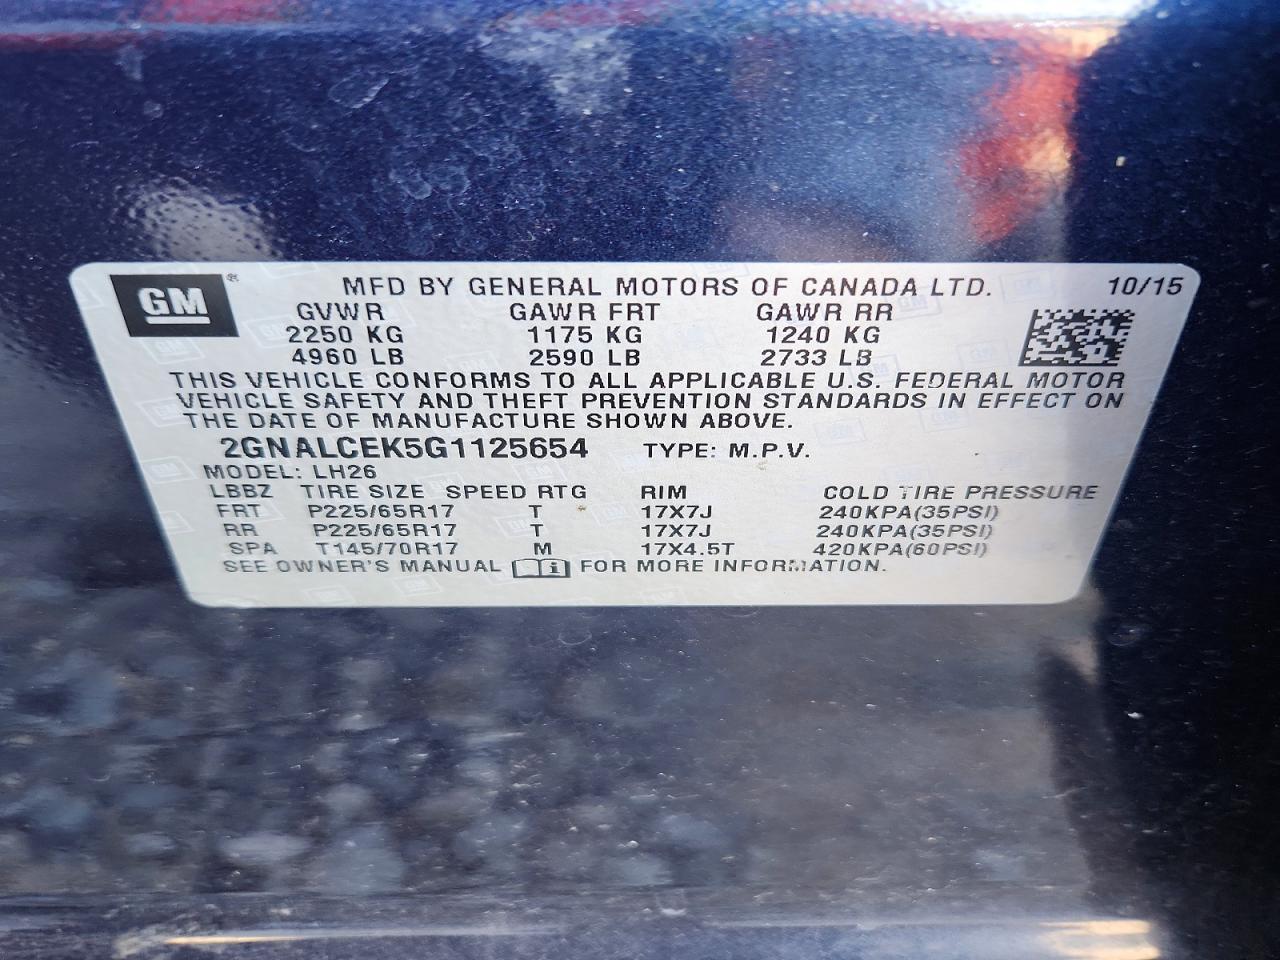 GM® MFD BY GENERAL MOTORS OF CANADA LTD. 10/15
GVWR GAWR FRT GAWR RR
2250 KG 1175 KG 1240 KG
4960 LB 2590 LB 2733 LB
THIS VEHICLE CONFORMS TO ALL APPLICABLE U.S. FEDERAL MOTOR
VEHICLE SAFETY AND THEFT PREVENTION STANDARDS IN EFFECT ON
THE DATE OF MANUFACTURE SHOWN ABOVE.
2GNALCEK5G1125654 TYPE: M.P.V.
MODEL: LH26
LBBZ TIRE SIZE SPEED RTG RIM COLD TIRE PRESSURE
FRT P225/65R17 T 17X7J 240KPA(35PSI)
RR P225/65R17 T 17X7J 240KPA(35PSI)
SPA T145/70R17 M 17X4.5T 420KPA(60PSI)
SEE OWNER'S MANUAL FOR MORE INFORMATION.